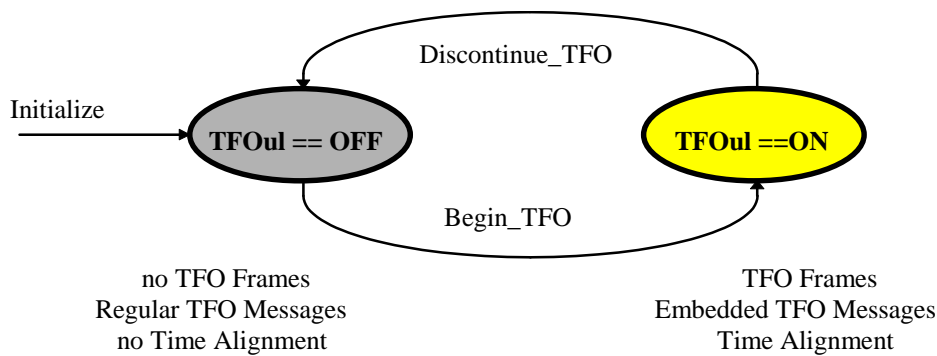 Discontinue_TFO
Initialize
TFOul == OFF
TFOul ==ON
Begin_TFO
no TFO Frames
Regular TFO Messages
no Time Alignment
TFO Frames
Embedded TFO Messages
Time Alignment